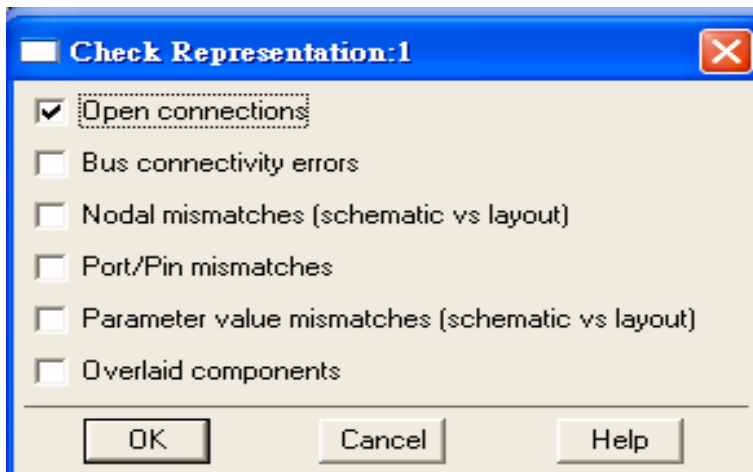 Check Representation:1
Open connections
Bus connectivity errors
Nodal mismatches (schematic vs layout)
Port/Pin mismatches
Parameter value mismatches (schematic vs layout)
Overlaid components
OK Cancel Help